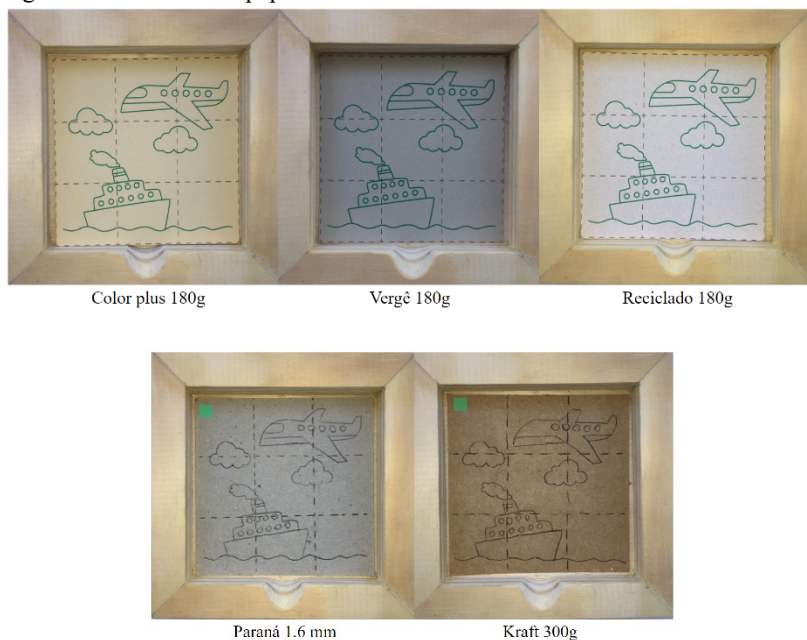 Color plus 180g
Vergê 180g
Reciclado 180g
Paraná 1.6 mm
Kraft 300g